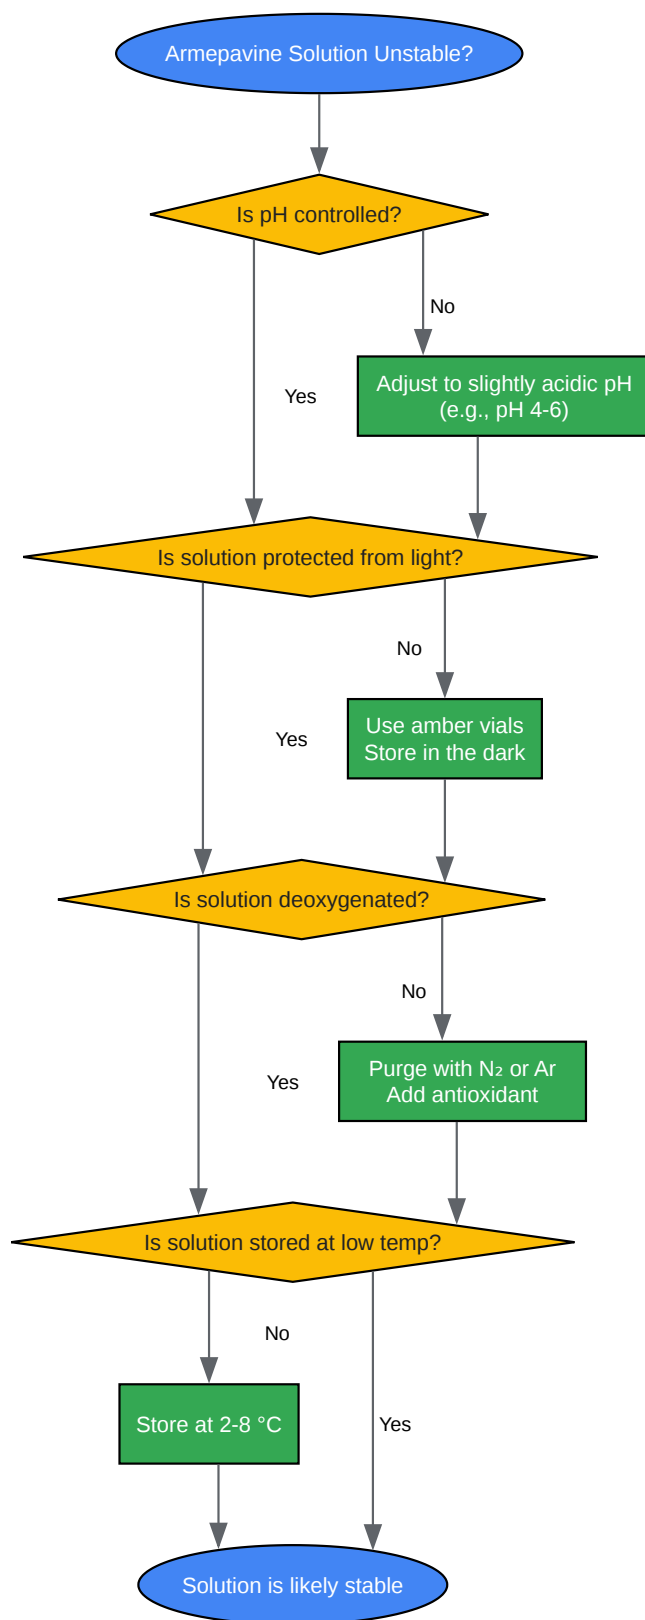 Armepavine Solution Unstable?
Is pH controlled?
No
Adjust to slightly acidic pH
(e.g., pH 4-6)
Yes
Is solution protected from light?
No
Use amber vials
Store in the dark
Yes
Is solution deoxygenated?
No
Purge with N₂ or Ar
Add antioxidant
Yes
Is solution stored at low temp?
No
Store at 2-8 °C
Yes
Solution is likely stable